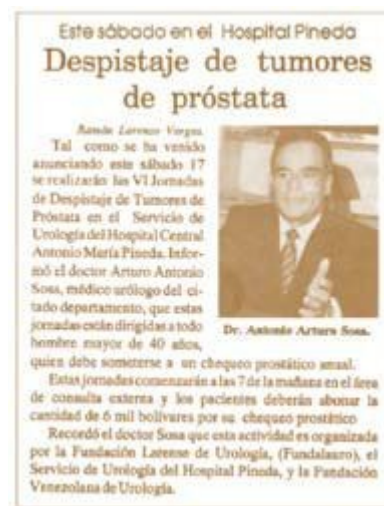 Este sábado en el Hospital Pineda
Despistaje de tumores
de próstata
Ramón Lorenzo Vargas.
Tal como se ha venido
anunciando este sábado 17
se realizarán las VI Jornadas
de Despistaje de Tumores de
Próstata en el Servicio de
Urología del Hospital Central
Antonio María Pineda. Infor-
mó el doctor Arturo Antonio
Sosa, médico urólogo del ci-
tado departamento, que estas
jornadas están dirigidas a todo
hombre mayor de 40 años,
quien debe someterse a un chequeo prostático anual.
Estas jornadas comenzarán a las 7 de la mañana en el área
de consulta externa y los pacientes deberán abonar la
cantidad de 6 mil bolívares por su chequeo prostático
Recordó el doctor Sosa que esta actividad es organizada
por la Fundación Larense de Urología, (Fundalauro), el
Servicio de Urología del Hospital Pineda, y la Fundación
Venezolana de Urología.
Dr. Antonio Arturo Sosa.